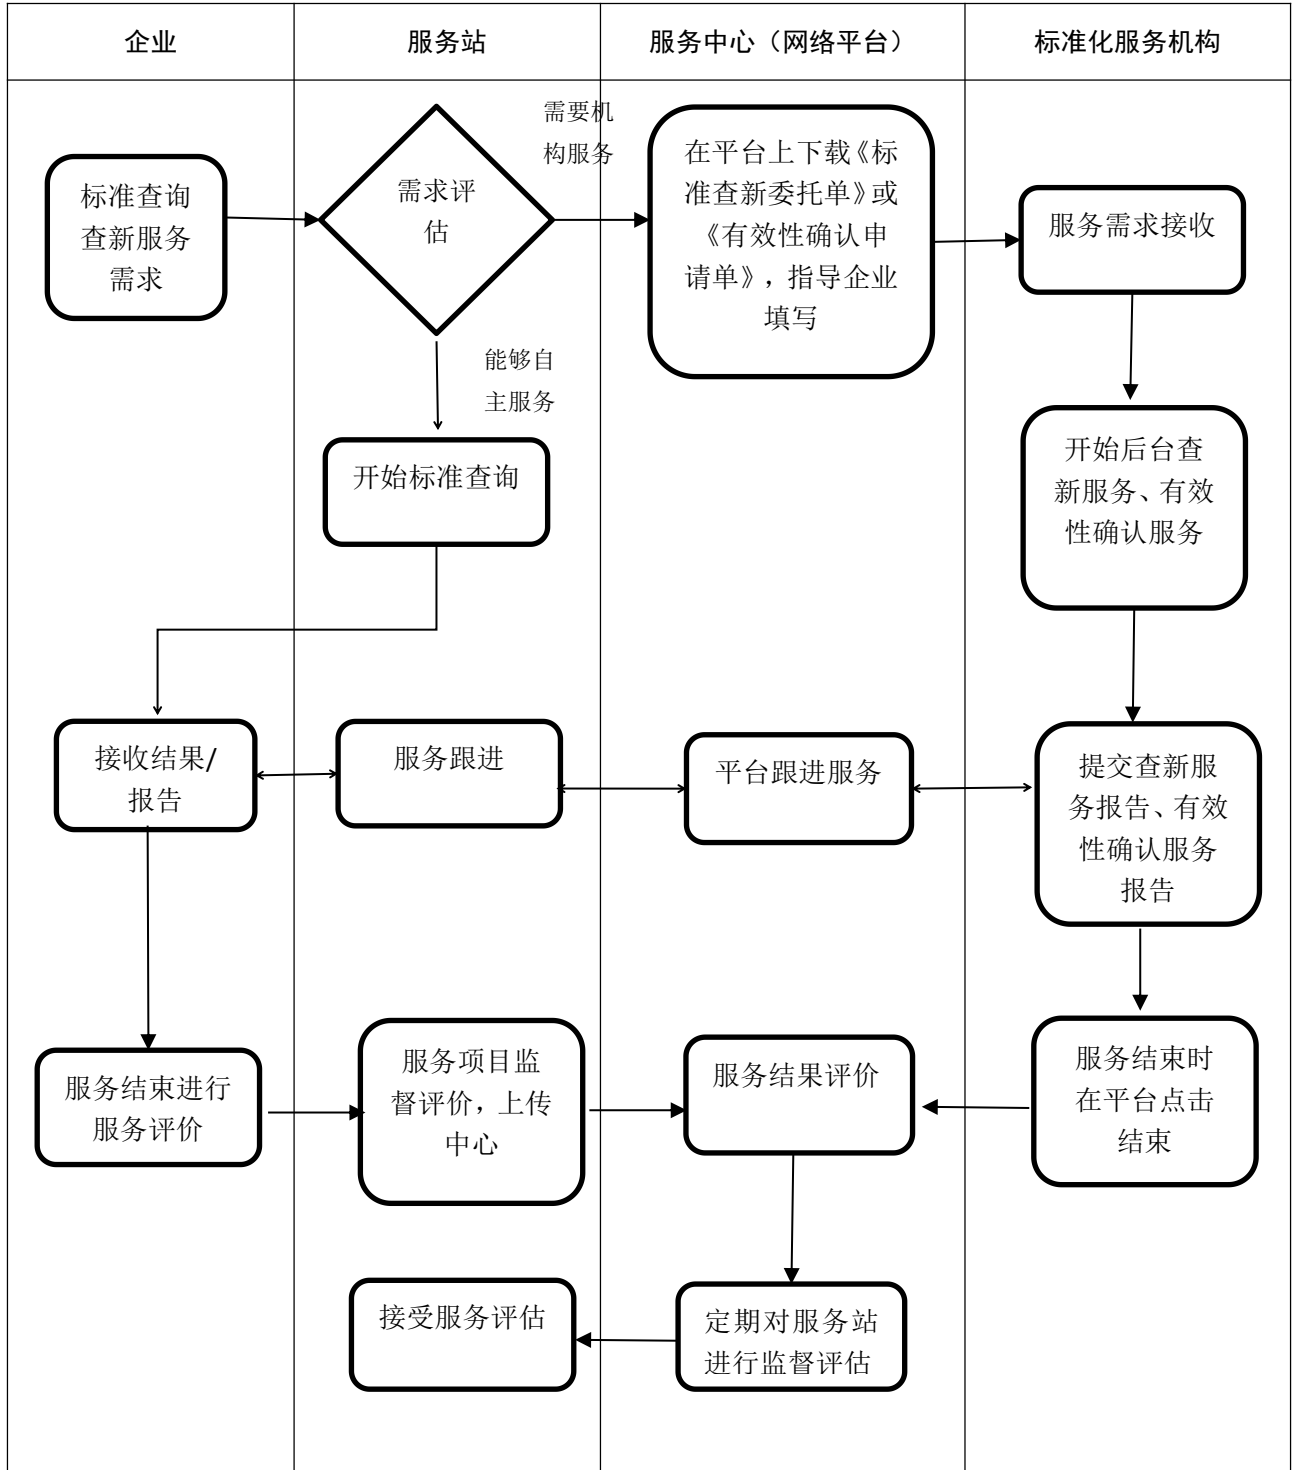 企业
服务站
服务中心（网络平台）
标准化服务机构
标准查询
查新服务
需求
需求评
估
需要机
构服务
在平台上下载《标
准查新委托单》或
《有效性确认申
请单》，指导企业
填写
服务需求接收
能够自
主服务
开始标准查询
开始后台查
新服务、有效
性确认服务
接收结果/
报告
服务跟进
平台跟进服务
提交查新服
务报告、有效
性确认服务
报告
服务结束进行
服务评价
服务项目监
督评价，上传
中心
服务结果评价
服务结束时
在平台点击
结束
接受服务评估
定期对服务站
进行监督评估